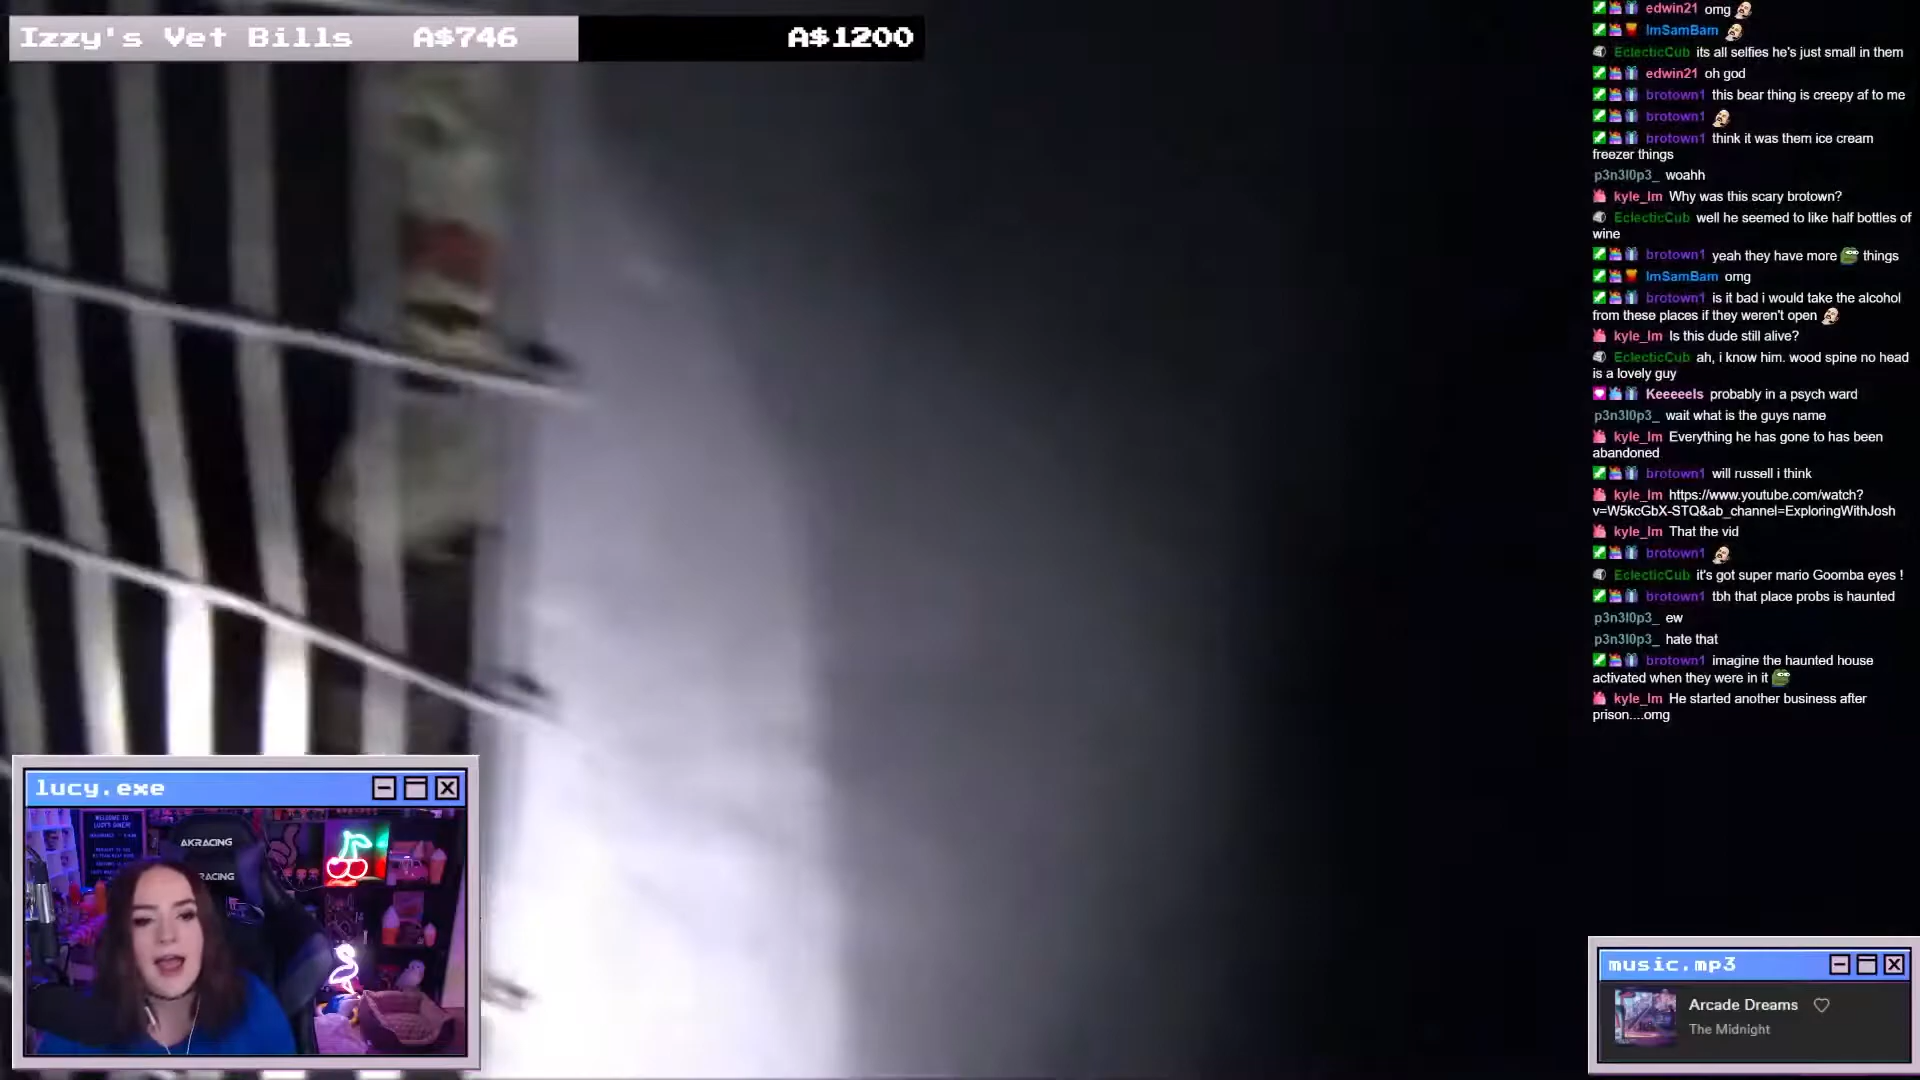 Izzy's Vet Bills A$746 A$1200
edwin21 omg
ImSamBam
EclecticCub its all selfies he's just small in them
edwin21 oh god
brotown1 this bear thing is creepy af to me
brotown1
brotown1 think it was them ice cream
freezer things
p3n3l0p3_ woahh
kyle_lm Why was this scary brotown?
EclecticCub well he seemed to like half bottles of
wine
brotown1 yeah they have more things
ImSamBam omg
brotown1 is it bad i would take the alcohol
from these places if they weren't open
kyle_lm Is this dude still alive?
EclecticCub ah, i know him. wood spine no head
is a lovely guy
Keeeeels probably in a psych ward
p3n3l0p3_ wait what is the guys name
kyle_lm Everything he has gone to has been
abandoned
brotown1 will russell i think
kyle_lm https://www.youtube.com/watch?
v=W5kcGbX-STQ&ab_channel=ExploringWithJosh
kyle_lm That the vid
brotown1
EclecticCub it's got super mario Goomba eyes !
brotown1 tbh that place probs is haunted
p3n3l0p3_ ew
p3n3l0p3_ hate that
brotown1 imagine the haunted house
activated when they were in it
kyle_lm He started another business after
prison....omg
lucy.exe
WELCOME TO
LUCY'S DINER!
AKRACING
RACING
music.mp3
Arcade Dreams
The Midnight